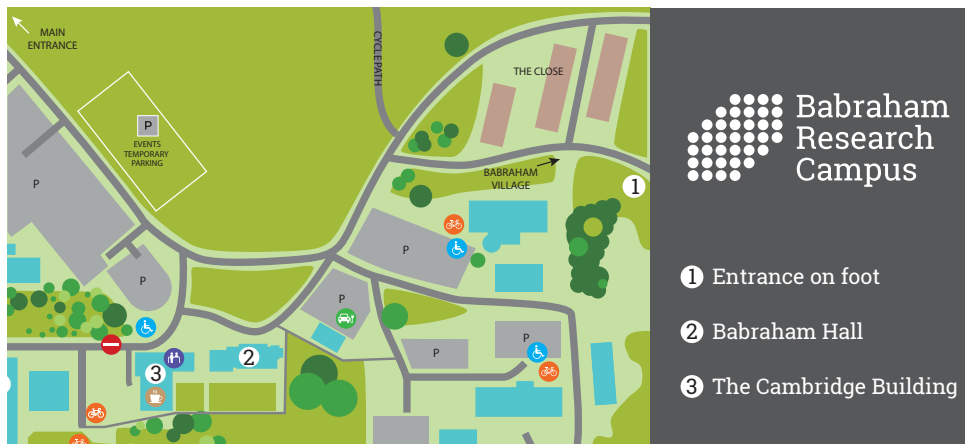 MAIN
ENTRANCE
CYCLEPATH
THE CLOSE
P
EVENTS
TEMPORARY
PARKING
BABRAHAM
VILLAGE
1
P
P
P
P
P
P
2
3
Babraham
Research
Campus
1 Entrance on foot
2 Babraham Hall
3 The Cambridge Building